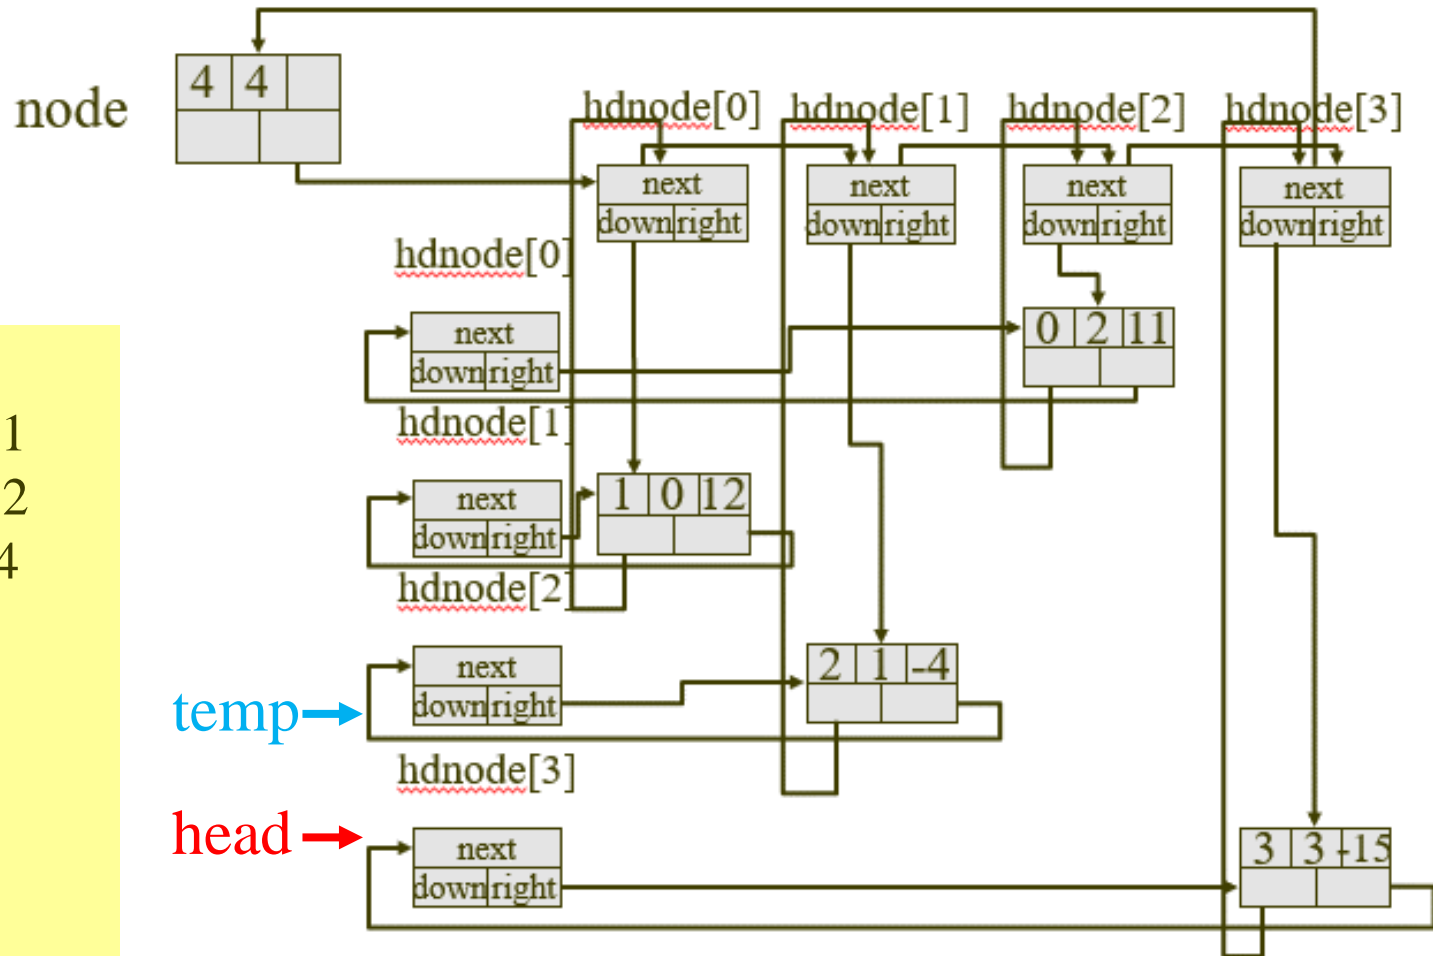 4 4
node
hdnode[0] hdnode[1] hdnode[2] hdnode[3]
next next next next
down right down right down right down right
hdnode[0]
next
0 2 11
down right
hdnode[1]
1
2
4
next
1 0 12
down right
hdnode[2]
next
2 1 -4
down right
temp
hdnode[3]
head
next
3 3 -15
down right